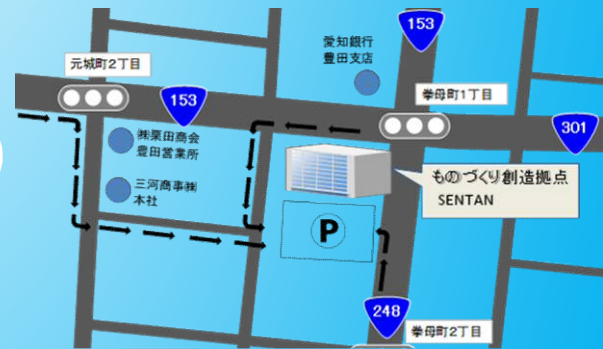 153
愛知銀行
豊田支店
元城町2丁目
153
挙母町1丁目
301
㈱栗田商会
豊田営業所
ものづくり創造拠点
SENTAN
三河商事㈱
本社
P
248
挙母町2丁目